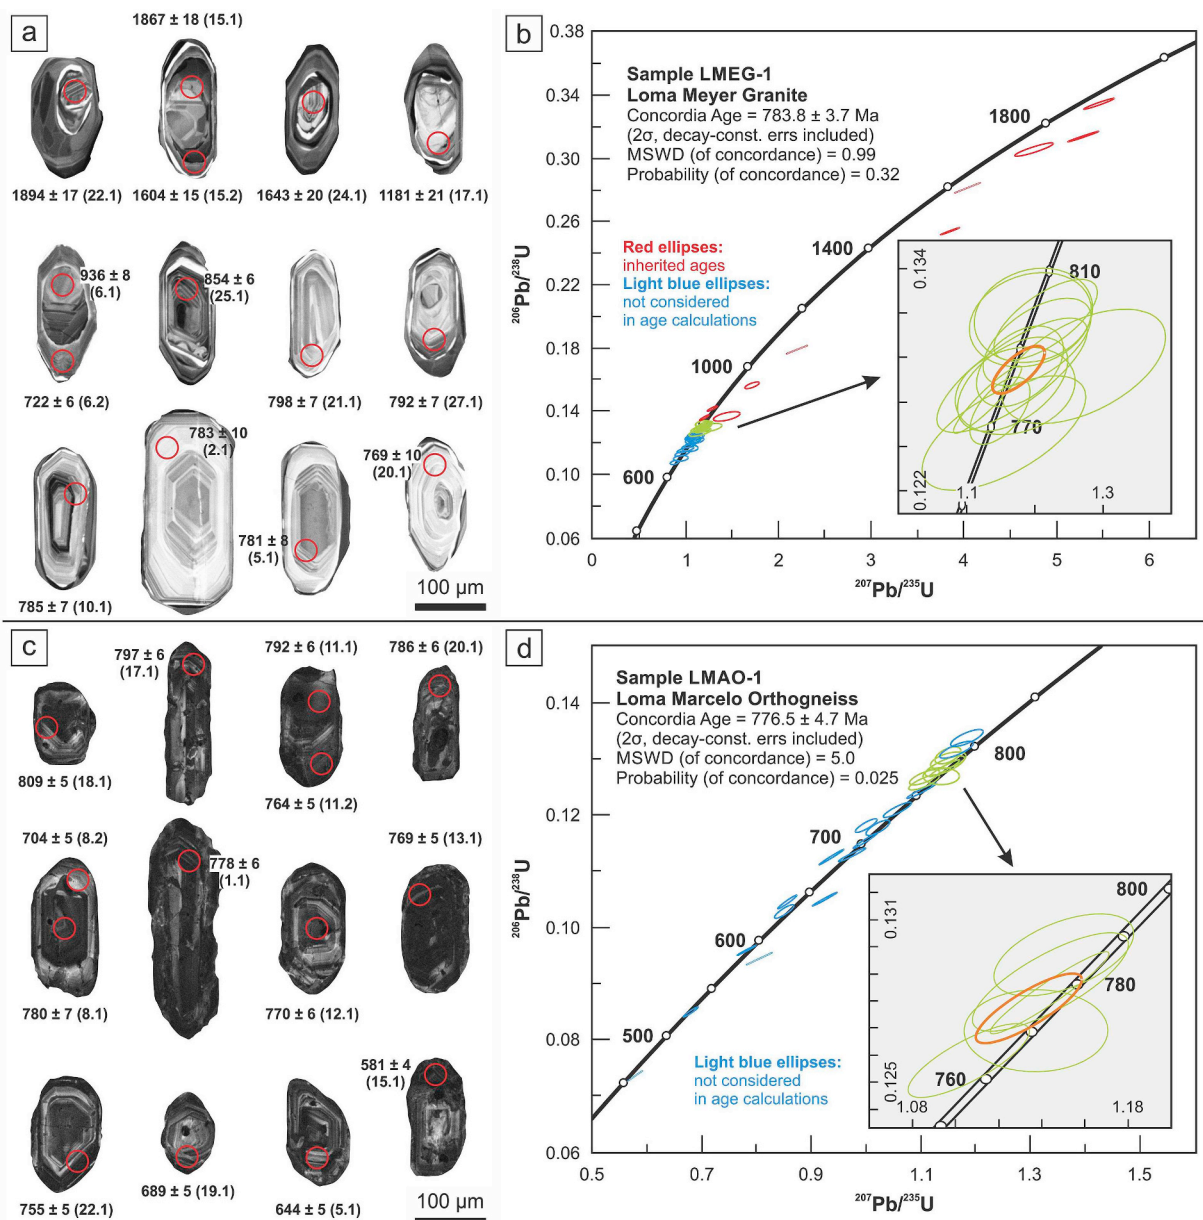 a
1867 ± 18 (15.1)
1894 ± 17 (22.1)
1604 ± 15 (15.2)
1643 ± 20 (24.1)
1181 ± 21 (17.1)
936 ± 8
(6.1)
854 ± 6
(25.1)
722 ± 6 (6.2)
798 ± 7 (21.1)
792 ± 7 (27.1)
783 ± 10
(2.1)
769 ± 10
(20.1)
781 ± 8
(5.1)
785 ± 7 (10.1)
100 µm
b
0.38
0.34
0.30
0.26
0.22
0.18
0.14
0.10
0.06
²⁰⁶Pb/²³⁸U
Sample LMEG-1
Loma Meyer Granite
Concordia Age = 783.8 ± 3.7 Ma
(2σ, decay-const. errs included)
MSWD (of concordance) = 0.99
Probability (of concordance) = 0.32
1800
1400
1000
600
Red ellipses:
inherited ages
Light blue ellipses:
not considered
in age calculations
0.134
810
770
0.122
1.1
1.3
0
1
2
3
4
5
6
²⁰⁷Pb/²³⁵U
c
797 ± 6
(17.1)
792 ± 6 (11.1)
786 ± 6 (20.1)
809 ± 5 (18.1)
764 ± 5 (11.2)
704 ± 5 (8.2)
778 ± 6
(1.1)
769 ± 5 (13.1)
780 ± 7 (8.1)
770 ± 6 (12.1)
581 ± 4
(15.1)
755 ± 5 (22.1)
689 ± 5 (19.1)
644 ± 5 (5.1)
100 µm
d
0.14
0.12
0.10
0.08
0.06
²⁰⁶Pb/²³⁸U
Sample LMAO-1
Loma Marcelo Orthogneiss
Concordia Age = 776.5 ± 4.7 Ma
(2σ, decay-const. errs included)
MSWD (of concordance) = 5.0
Probability (of concordance) = 0.025
800
700
600
500
Light blue ellipses:
not considered
in age calculations
800
0.131
780
760
0.125
1.08
1.18
0.5
0.7
0.9
1.1
1.3
1.5
²⁰⁷Pb/²³⁵U